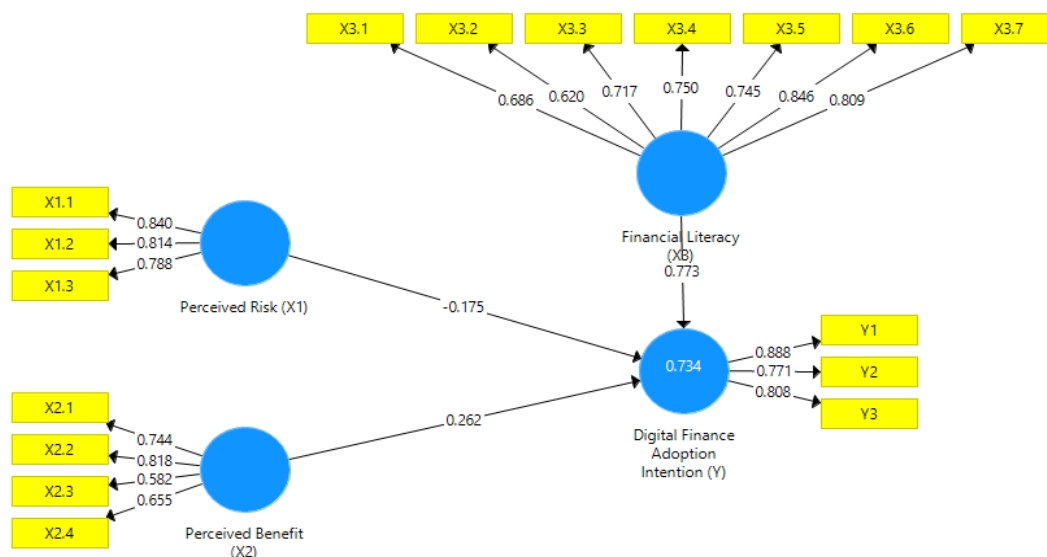 X3.1 X3.2 X3.3 X3.4 X3.5 X3.6 X3.7
0.686 0.620 0.717 0.750 0.745 0.846 0.809
Financial Literacy
(X3)
0.773
X1.1
X1.2
X1.3
0.840
0.814
0.788
Perceived Risk (X1)
-0.175
X2.1
X2.2
X2.3
X2.4
0.744
0.818
0.582
0.655
Perceived Benefit
(X2)
0.262
0.734
Digital Finance
Adoption
Intention (Y)
0.888
0.771
0.808
Y1
Y2
Y3